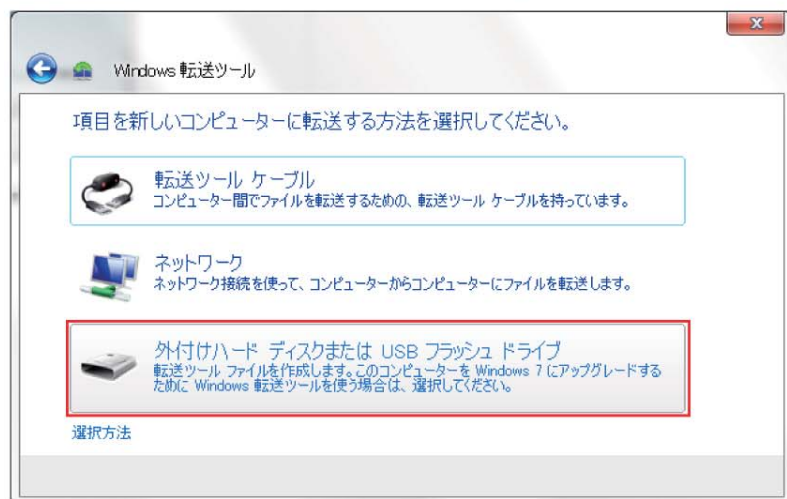 Windows 転送ツール
項目を新しいコンピューターに転送する方法を選択してください。
転送ツール ケーブル
コンピューター間でファイルを転送するための、転送ツール ケーブルを持っています。
ネットワーク
ネットワーク接続を使って、コンピューターからコンピューターにファイルを転送します。
外付けハード ディスクまたは USB フラッシュ ドライブ
転送ツール ファイルを作成します。このコンピューターを Windows 7 にアップグレードする
ために Windows 転送ツールを使う場合は、選択してください。
選択方法